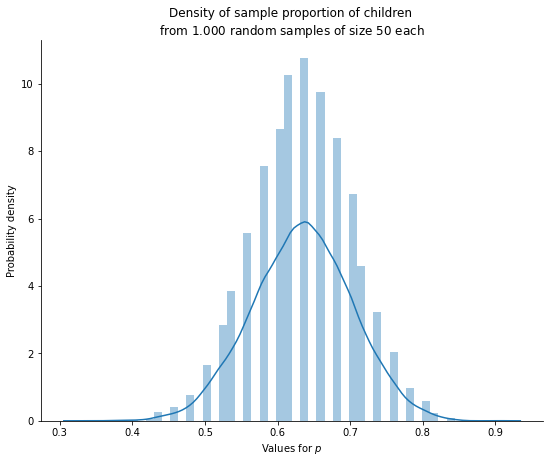 Density of sample proportion of children
from 1.000 random samples of size 50 each
Probability density
10
8
6
4
2
0
0.3 0.4 0.5 0.6 0.7 0.8 0.9
Values for p